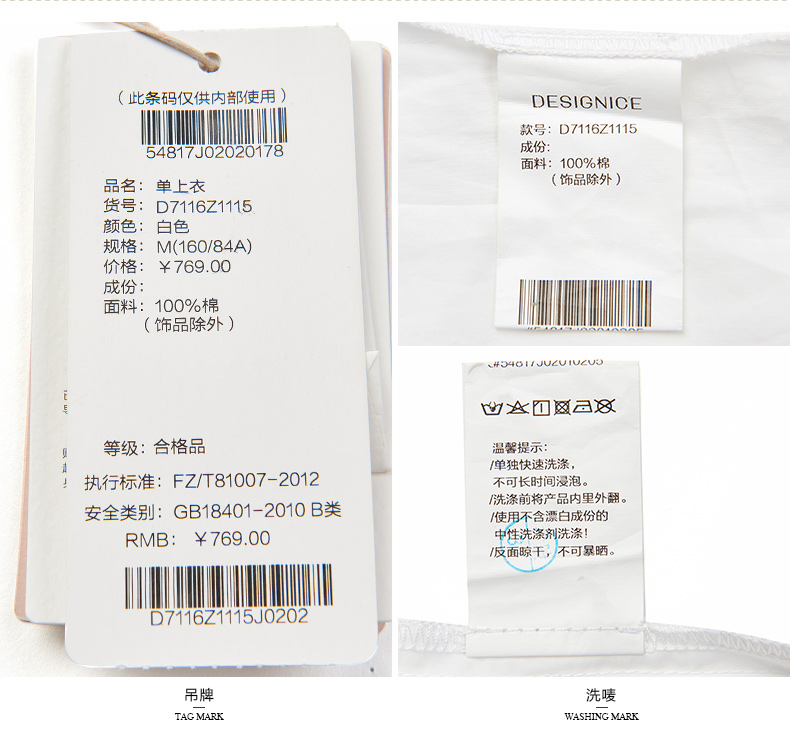 （此条码仅供内部使用）
54817J02020178
品名：单上衣
货号：D7116Z1115
颜色：白色
规格：M(160/84A)
价格：￥769.00
成份：
面料：100%棉
（饰品除外）
等级：合格品
执行标准：FZ/T81007-2012
安全类别：GB18401-2010 B类
RMB：￥769.00
D7116Z1115J0202
吊牌
TAG MARK
DESIGNICE
款号：D7116Z1115
成份：
面料：100%棉
（饰品除外）
温馨提示：
/单独快速洗涤，
不可长时间浸泡。
/洗涤前将产品内里外翻。
/使用不含漂白成份的
中性洗涤剂洗涤！
/反面晾干，不可暴晒。
洗唛
WASHING MARK